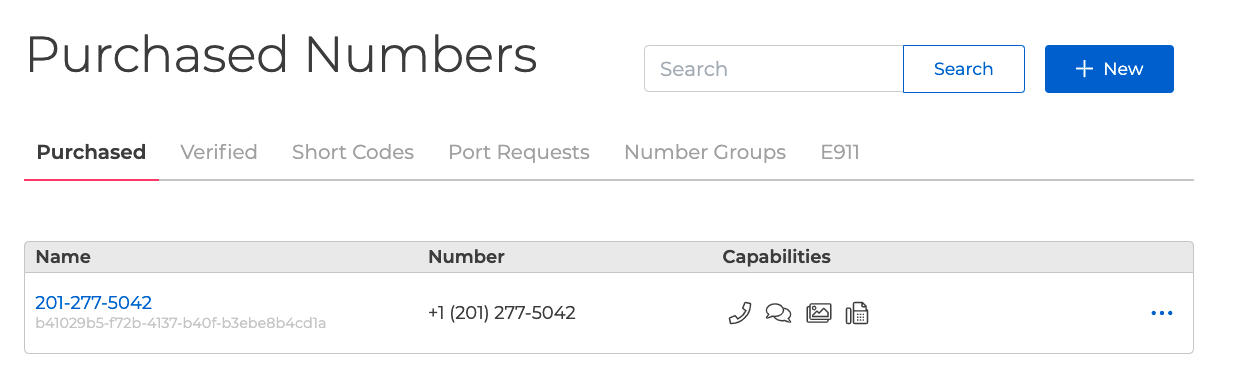 Purchased Numbers
Search Search + New
Purchased Verified Short Codes Port Requests Number Groups E911
Name Number Capabilities
201-277-5042 +1 (201) 277-5042
b41029b5-f72b-4137-b40f-b3ebe8b4cd1a